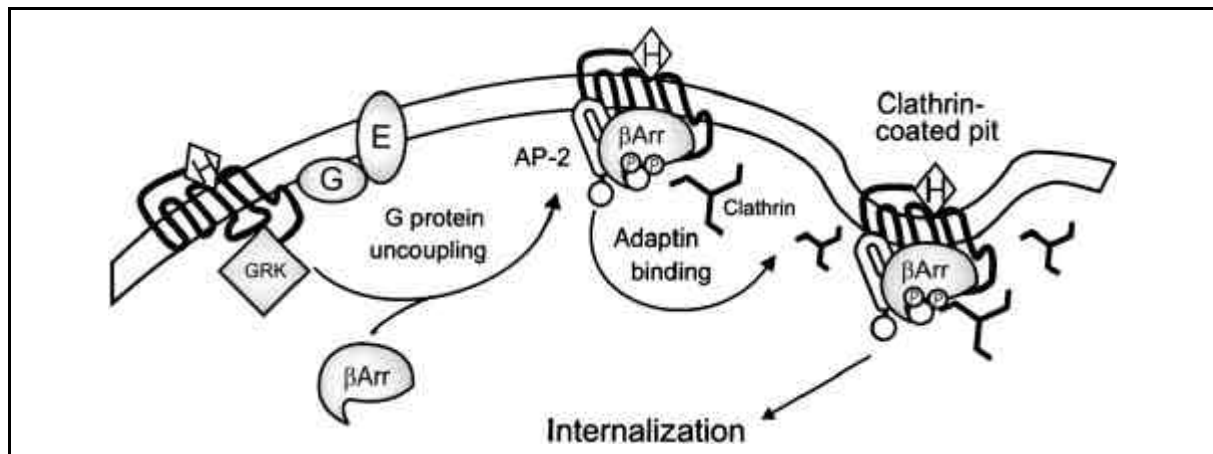 H
GRK
G
E
G protein
uncoupling
βArr
H
AP-2
βArr
P P
Clathrin
Adaptin
binding
Clathrin-
coated pit
H
βArr
P P
Internalization